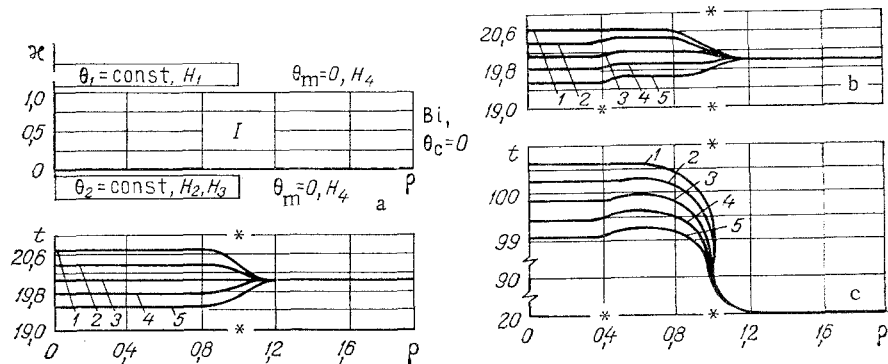 ϰ
θ₁=const, H₁
θₘ=0, H₄
1,0
0,5
0
I
Bi,
θc=0
ρ
θ₂=const, H₂, H₃
θₘ=0, H₄
a
t
20,6
19,8
19,0
*
*
1 2 3 4 5
0 0,4 0,8 1,2 1,6 ρ
20,6
19,8
19,0
*
* *
1 2 3 4 5
b
t
100
99
90
20
*
* *
1
2
3
4
5
c
0 0,4 0,8 1,2 1,6 ρ